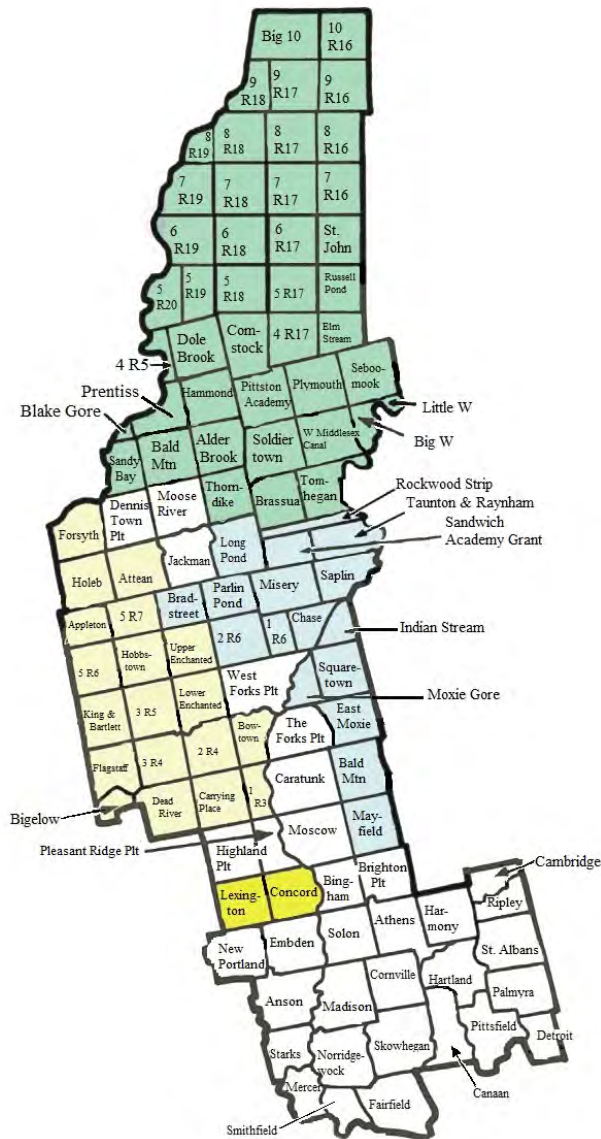 Big 10
10
R16
9
R18
9
R17
9
R16
8
R19
8
R18
8
R17
8
R16
7
R19
7
R18
7
R17
7
R16
6
R19
6
R18
6
R17
St.
John
5
R20
5
R19
5
R18
5 R17
Russell
Pond
4 R5
Dole
Brook
Com-
stock
4 R17
Elm
Stream
Prentiss
Hammond
Pittston
Academy
Plymouth
Seboo-
mook
Blake Gore
Little W
Big W
Sandy
Bay
Bald
Mtn
Alder
Brook
Soldier
town
W Middlesex
Canal
Dennis
Town
Plt
Moose
River
Thorn-
dike
Brassua
Tom-
hegan
Rockwood Strip
Taunton & Raynham
Sandwich
Academy Grant
Forsyth
Jackman
Long
Pond
Holeb
Attean
Brad-
street
Parlin
Pond
Misery
Saplin
Appleton
5 R7
2 R6
1
R6
Chase
Indian Stream
5 R6
Hobbs-
town
Upper
Enchanted
West
Forks Plt
Square-
town
Moxie Gore
King &
Bartlett
3 R5
Lower
Enchanted
Bow-
town
The
Forks Plt
East
Moxie
Flagstaff
3 R4
2 R4
Caratunk
Bald
Mtn
Bigelow
Dead
River
Carrying
Place
1
R3
Moscow
May-
field
Pleasant Ridge Plt
Highland
Plt
Lexing-
ton
Concord
Bing-
ham
Brighton
Plt
Cambridge
Ripley
New
Portland
Embden
Solon
Athens
Har-
mony
St. Albans
Anson
Madison
Cornville
Hartland
Palmyra
Starks
Norridge-
wock
Skowhegan
Pittsfield
Detroit
Mercer
Canaan
Smithfield
Fairfield